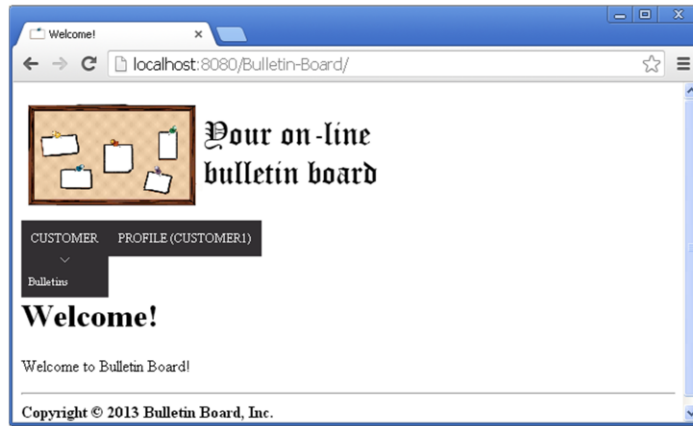 Welcome!
localhost:8080/Bulletin-Board/
Your on-line
bulletin board
CUSTOMER PROFILE (CUSTOMER1)
Bulletins
Welcome!
Welcome to Bulletin Board!
Copyright © 2013 Bulletin Board, Inc.